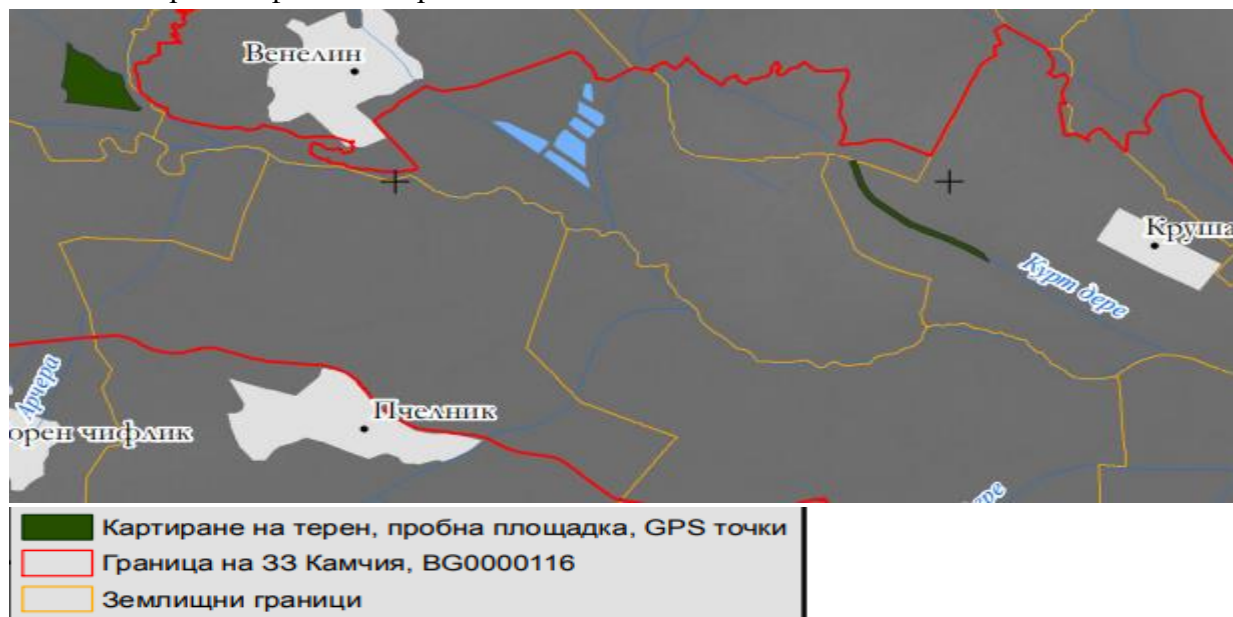 Венелин
Круша
Курт дере
Арчера
Пчелник
орен чифлик
ере
Картиране на терен, пробна площадка, GPS точки
Граница на ЗЗ Камчия, BG0000116
Землищни граници